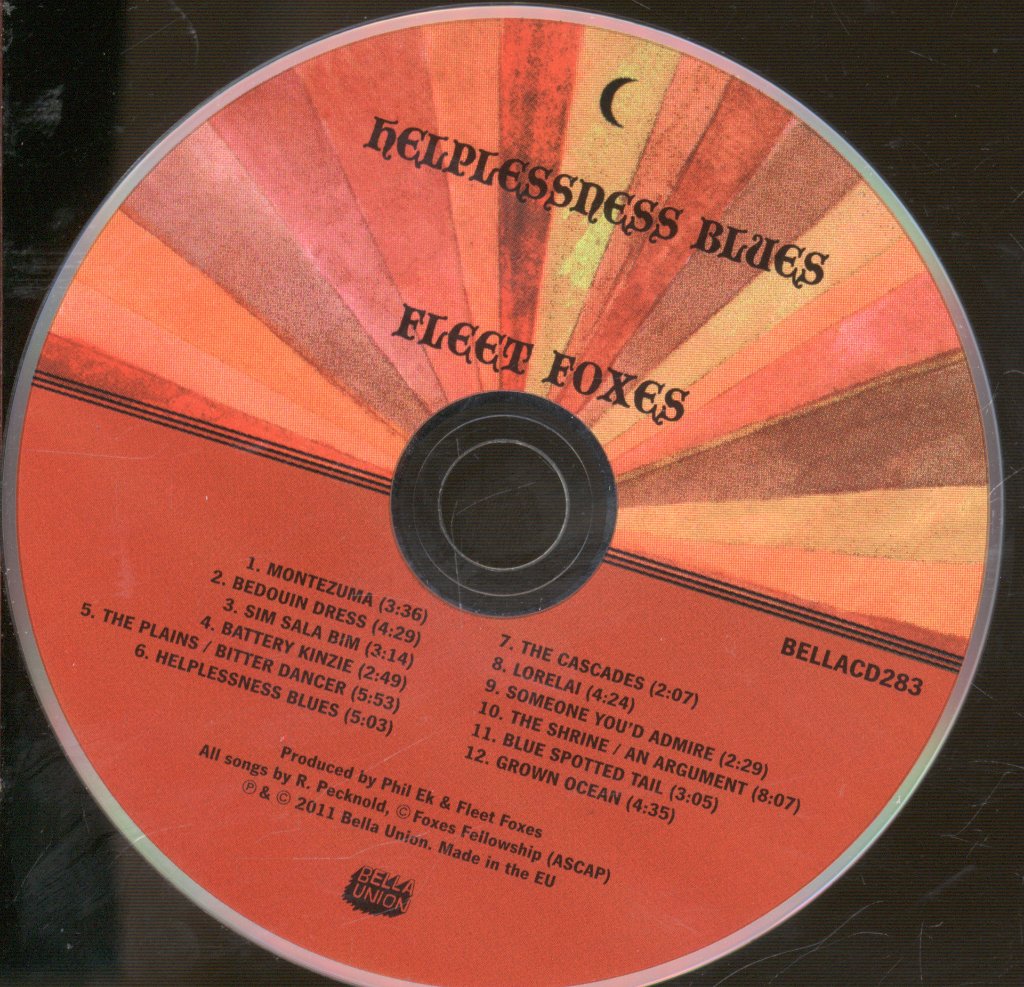 HELPLESSNESS BLUES
FLEET FOXES
BELLACD283
1. MONTEZUMA (3:36)
2. BEDOUIN DRESS (4:29)
3. SIM SALA BIM (3:14)
4. BATTERY KINZIE (2:49)
5. THE PLAINS / BITTER DANCER (5:53)
6. HELPLESSNESS BLUES (5:03)
7. THE CASCADES (2:07)
8. LORELAI (4:24)
9. SOMEONE YOU'D ADMIRE (2:29)
10. THE SHRINE / AN ARGUMENT (8:07)
11. BLUE SPOTTED TAIL (3:05)
12. GROWN OCEAN (4:35)
Produced by Phil Ek & Fleet Foxes
All songs by R. Pecknold, © Foxes Fellowship (ASCAP)
℗ & © 2011 Bella Union. Made in the EU
BELLA
UNION